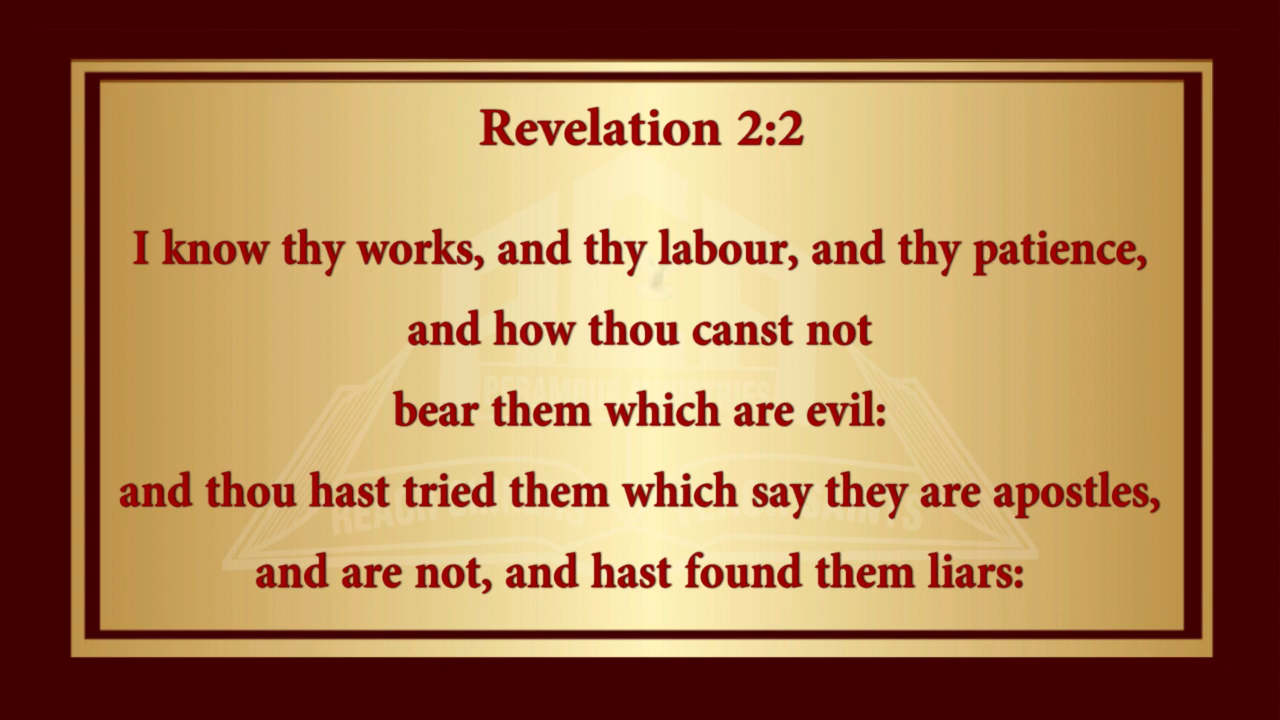 Revelation 2:2
I know thy works, and thy labour, and thy patience,
and how thou canst not
bear them which are evil:
and thou hast tried them which say they are apostles,
and are not, and hast found them liars: